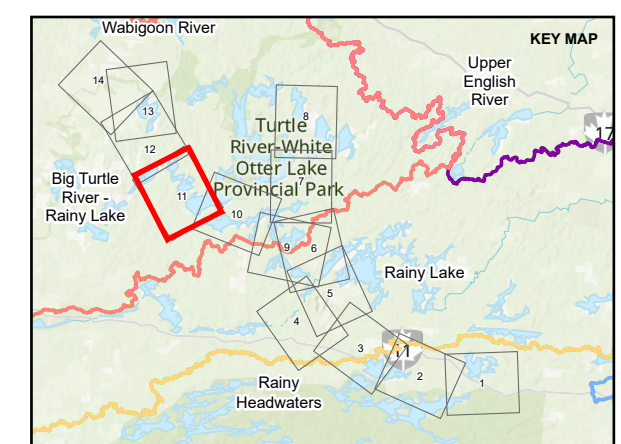 Wabigoon River
KEY MAP
Upper
English
River
14
13
8
17
Turtle
River-White
Otter Lake
Provincial Park
12
7
Big Turtle
River -
Rainy Lake
11
10
9
6
Rainy Lake
5
4
3
11
2
1
Rainy
Headwaters